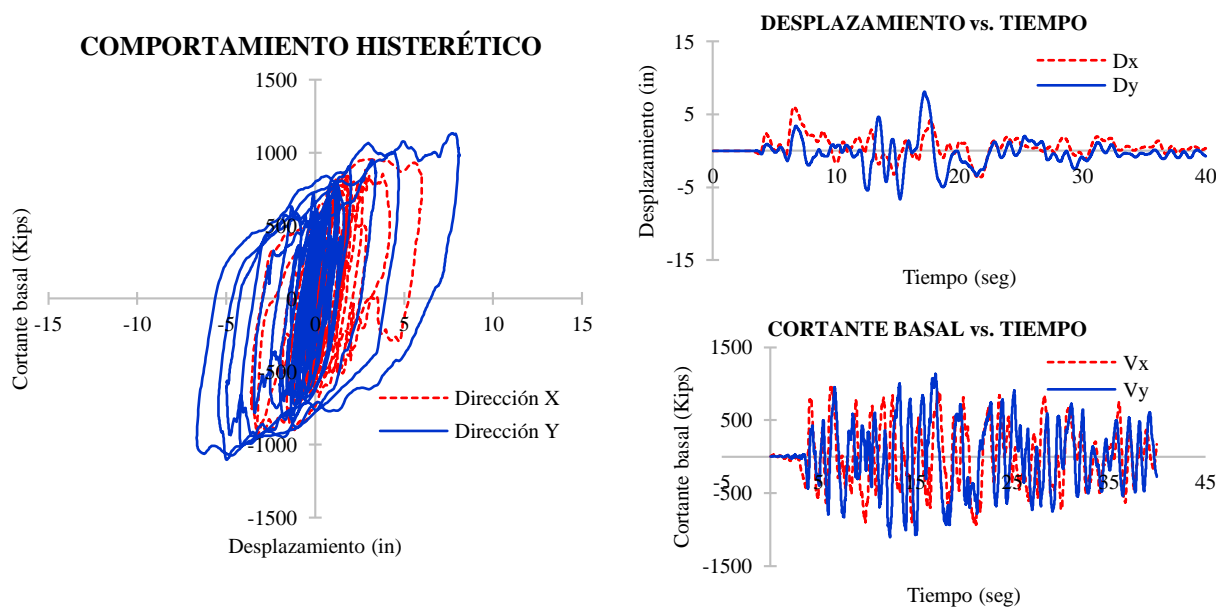 COMPORTAMIENTO HISTERÉTICO
1500
1000
500
0
-500
-1000
-1500
-15
-10
-5
0
5
10
15
Cortante basal (Kips)
Desplazamiento (in)
Dirección X
Dirección Y
DESPLAZAMIENTO vs. TIEMPO
15
5
-5
-15
0
10
20
30
40
Desplazamiento (in)
Tiempo (seg)
Dx
Dy
CORTANTE BASAL vs. TIEMPO
1500
500
-500
-1500
-5
5
15
25
35
45
Cortante basal (Kips)
Tiempo (seg)
Vx
Vy